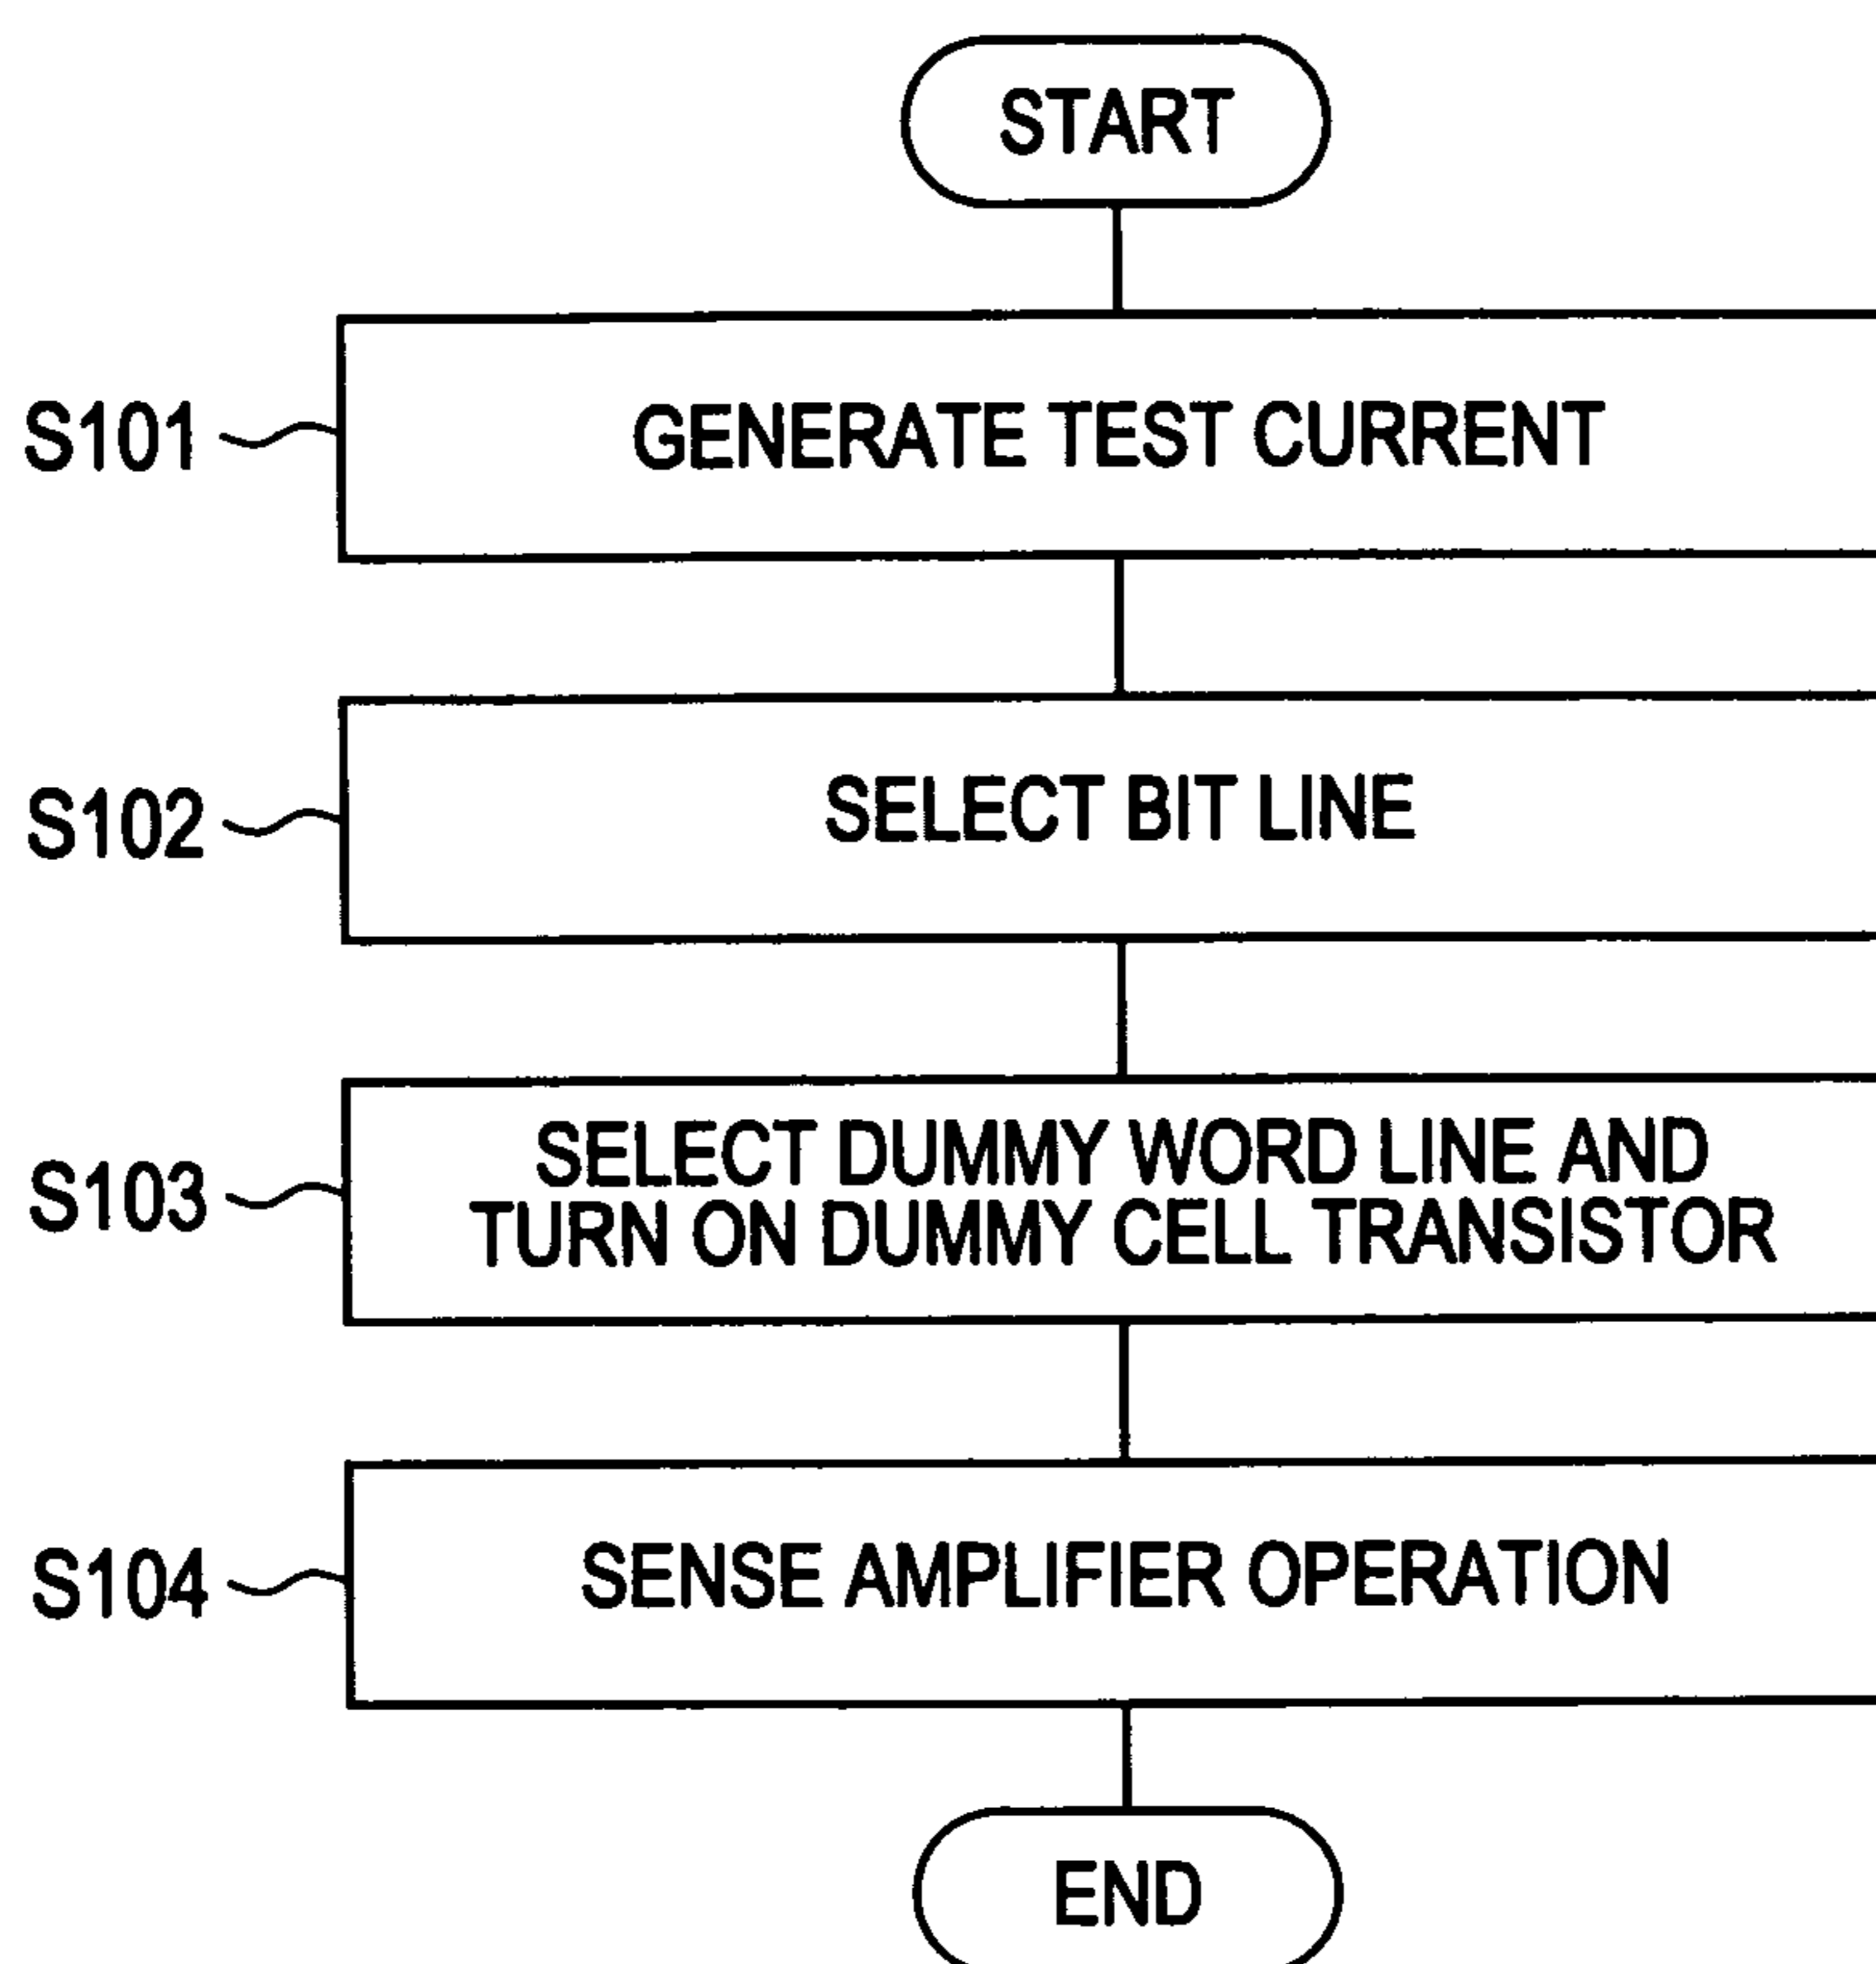 START
S101
GENERATE TEST CURRENT
S102
SELECT BIT LINE
S103
SELECT DUMMY WORD LINE AND
TURN ON DUMMY CELL TRANSISTOR
S104
SENSE AMPLIFIER OPERATION
END